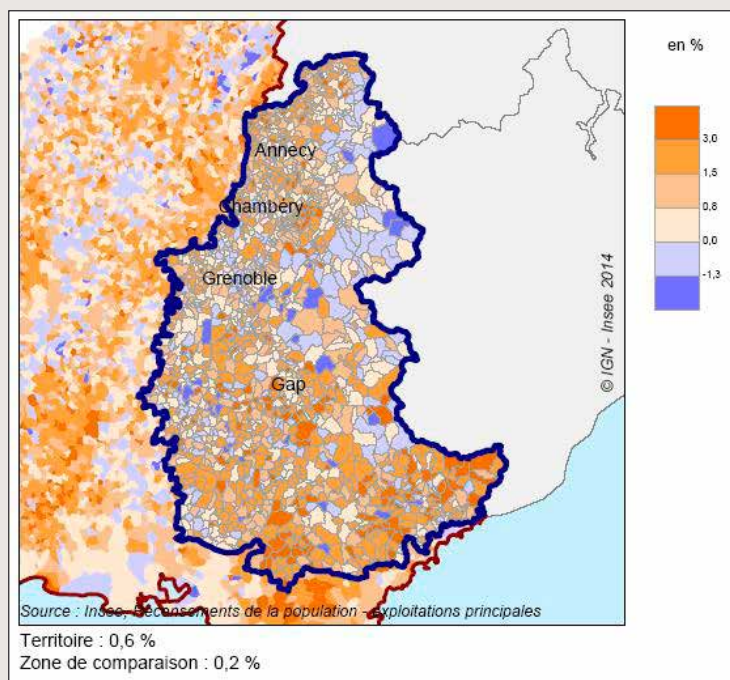 en %
3,0
1,5
0,8
0,0
-1,3
Annecy
Chambéry
Grenoble
Gap
© IGN - Insee 2014
Source : Insee, Recensements de la population - exploitations principales
Territoire : 0,6 %
Zone de comparaison : 0,2 %